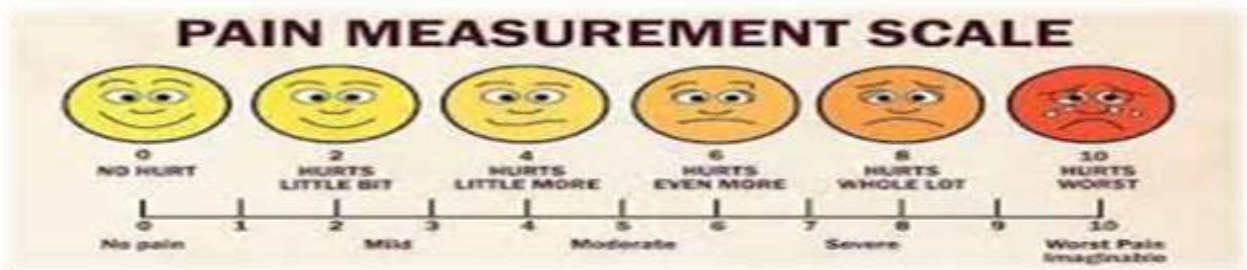 PAIN MEASUREMENT SCALE
0 2 4 6 8 10
NO HURT HURTS HURTS HURTS HURTS HURTS
LITTLE BIT LITTLE MORE EVEN MORE WHOLE LOT WORST
0 1 2 3 4 5 6 7 8 9 10
No pain Mild Moderate Severe Worst Pain
Imaginable